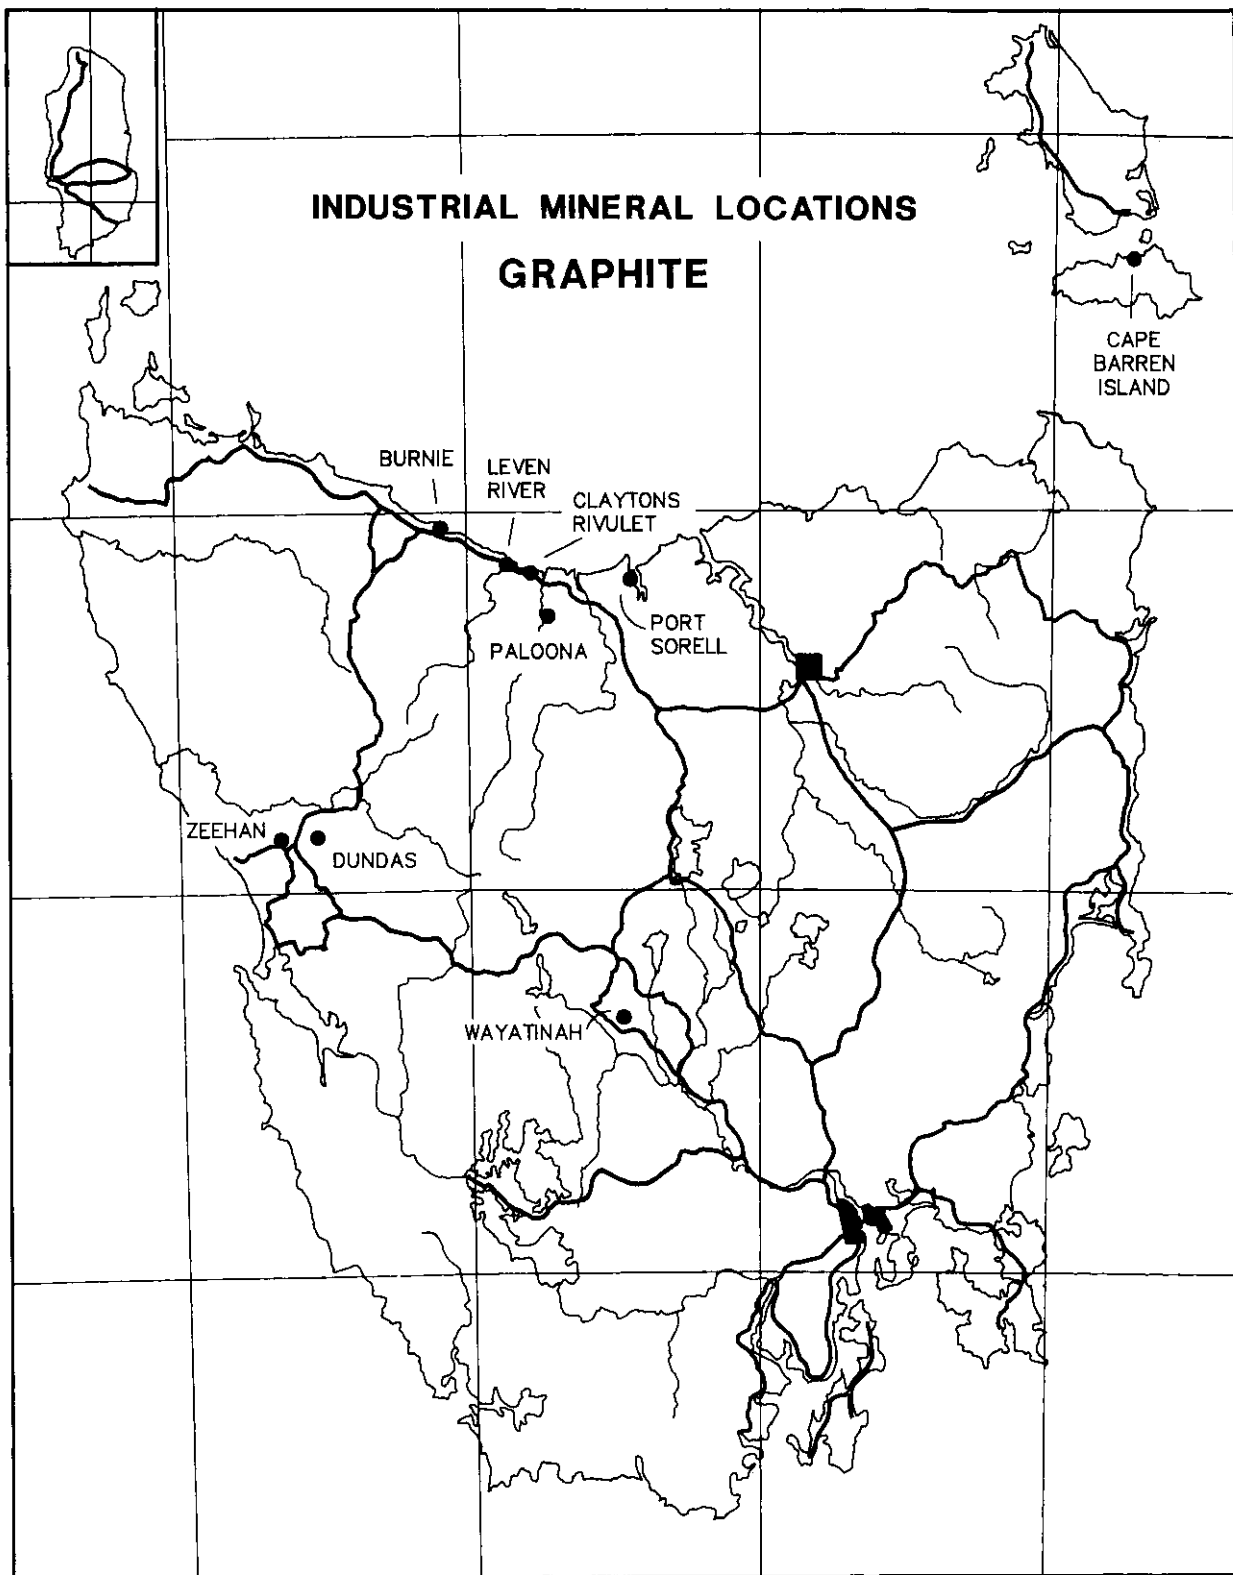 INDUSTRIAL MINERAL LOCATIONS
GRAPHITE
CAPE
BARREN
ISLAND
BURNIE
LEVEN
RIVER
CLAYTONS
RIVULET
PORT
SORELL
PALOONA
ZEEHAN
DUNDAS
WAYATINAH